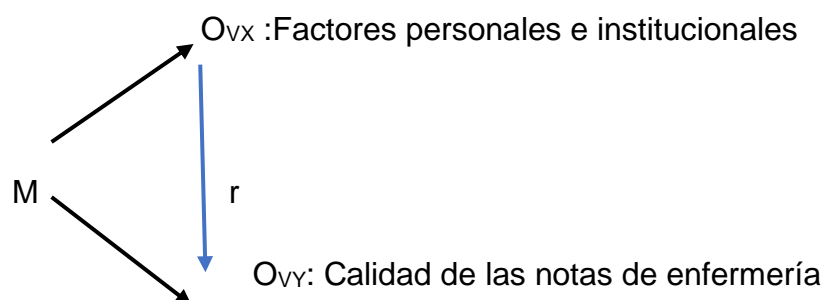 OVX :Factores personales e institucionales
M
r
OVY: Calidad de las notas de enfermería